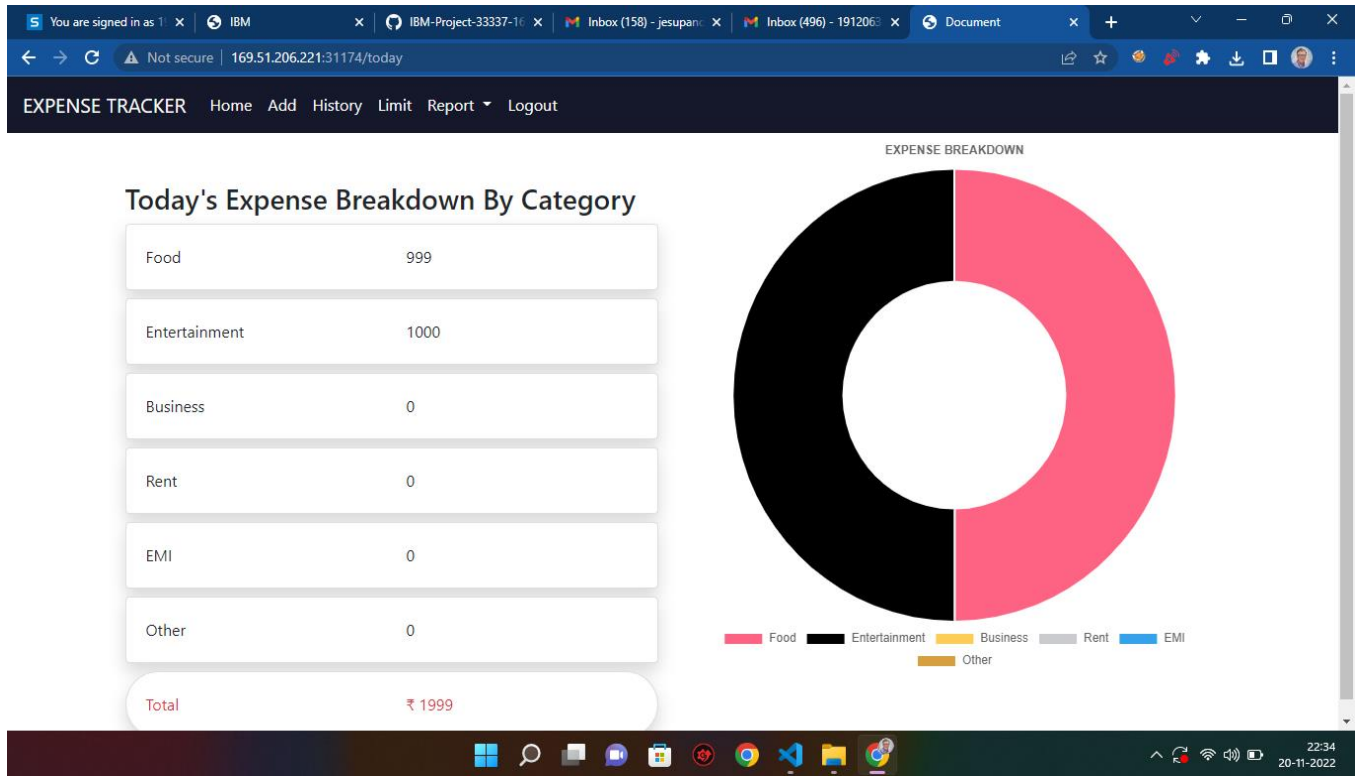 You are signed in as 1
IBM
IBM-Project-33337-16
Inbox (158) - jesupand
Inbox (496) - 1912063
Document
Not secure
169.51.206.221:31174/today
EXPENSE TRACKER Home Add History Limit Report Logout
EXPENSE BREAKDOWN
Today's Expense Breakdown By Category
Food 999
Entertainment 1000
Business 0
Rent 0
EMI 0
Other 0
Total ₹ 1999
Food Entertainment Business Rent EMI
Other
22:34
20-11-2022